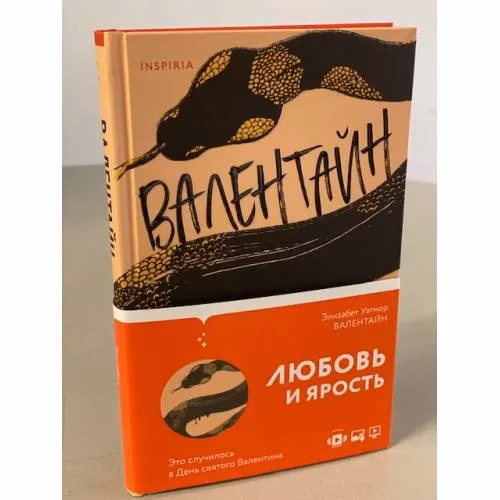 INSPIRIA
ВАЛЕНТАЙН
ВАЛЕНТАЙН
Элизабет Уэтмор
ВАЛЕНТАЙН
ЛЮБОВЬ
И ЯРОСТЬ
Это случилось
в День святого Валентина